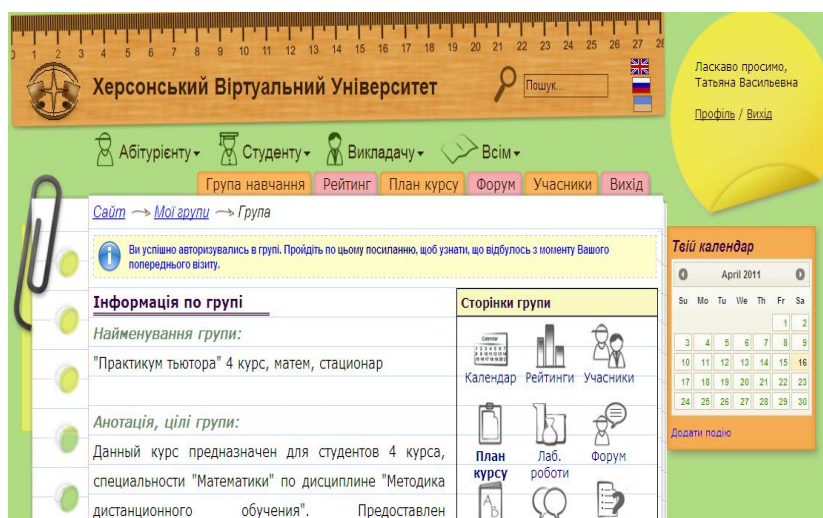 1 2 3 4 5 6 7 8 9 10 11 12 13 14 15 16 17 18 19 20 21 22 23 24 25 26 27 28
Херсонський Віртуальний Університет
Пошук...
Ласкаво просимо,
Татьяна Васильевна
Профіль / Вихід
Абітурієнту
Студенту
Викладачу
Всім
Група навчання
Рейтинг
План курсу
Форум
Учасники
Вихід
Сайт → Мої групи → Група
Ви успішно авторизувались в групі. Пройдіть по цьому посиланню, щоб узнати, що відбулось з моменту Вашого
попереднього візиту.
Інформація по групі
Найменування групи:
"Практикум тьютора" 4 курс, матем, стационар
Анотація, цілі групи:
Данный курс предназначен для студентов 4 курса,
специальности "Математики" по дисциплине "Методика
дистанционного обучения". Предоставлен
Сторінки групи
Calendar
Календар
Рейтинги
Учасники
План
курсу
Лаб.
роботи
Форум
A
B
Твій календар
April 2011
Su Mo Tu We Th Fr Sa
1 2
3 4 5 6 7 8 9
10 11 12 13 14 15 16
17 18 19 20 21 22 23
24 25 26 27 28 29 30
Додати подію